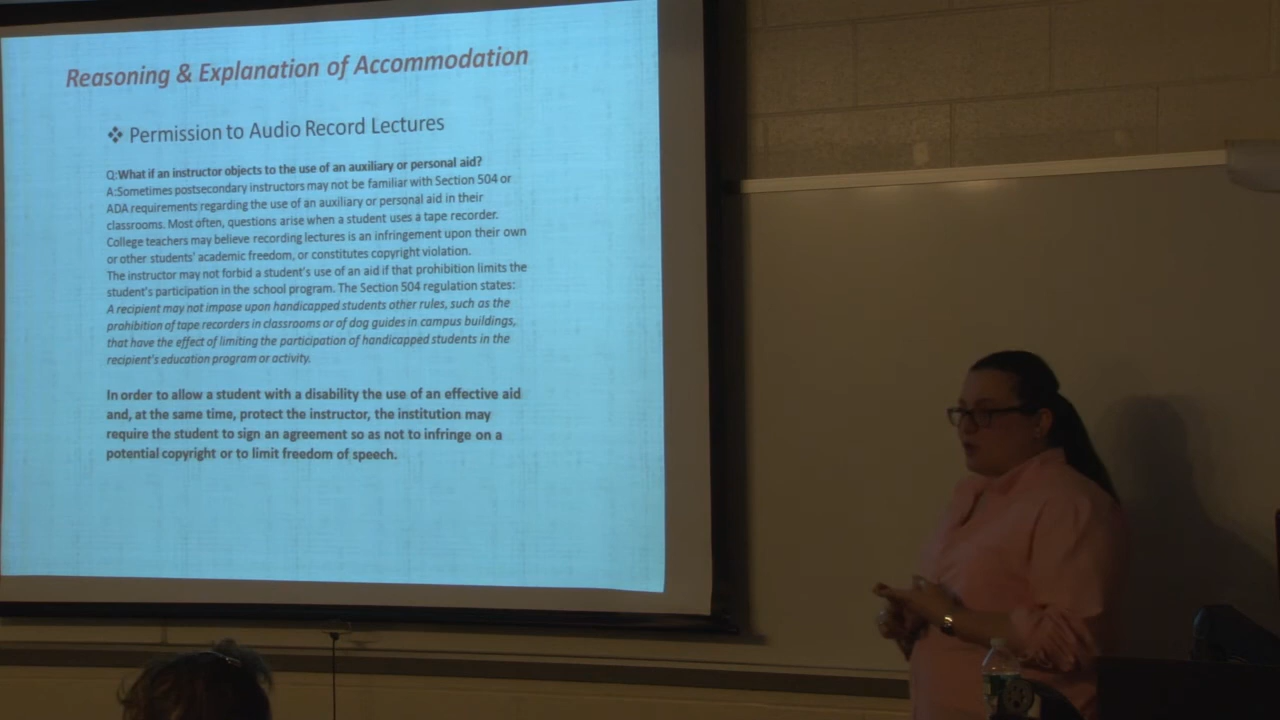 Reasoning & Explanation of Accommodation
❖ Permission to Audio Record Lectures
Q:What if an instructor objects to the use of an auxiliary or personal aid?
A:Sometimes postsecondary instructors may not be familiar with Section 504 or
ADA requirements regarding the use of an auxiliary or personal aid in their
classrooms. Most often, questions arise when a student uses a tape recorder.
College teachers may believe recording lectures is an infringement upon their own
or other students' academic freedom, or constitutes copyright violation.
The instructor may not forbid a student's use of an aid if that prohibition limits the
student's participation in the school program. The Section 504 regulation states:
A recipient may not impose upon handicapped students other rules, such as the
prohibition of tape recorders in classrooms or of dog guides in campus buildings,
that have the effect of limiting the participation of handicapped students in the
recipient's education program or activity.
In order to allow a student with a disability the use of an effective aid
and, at the same time, protect the instructor, the institution may
require the student to sign an agreement so as not to infringe on a
potential copyright or to limit freedom of speech.